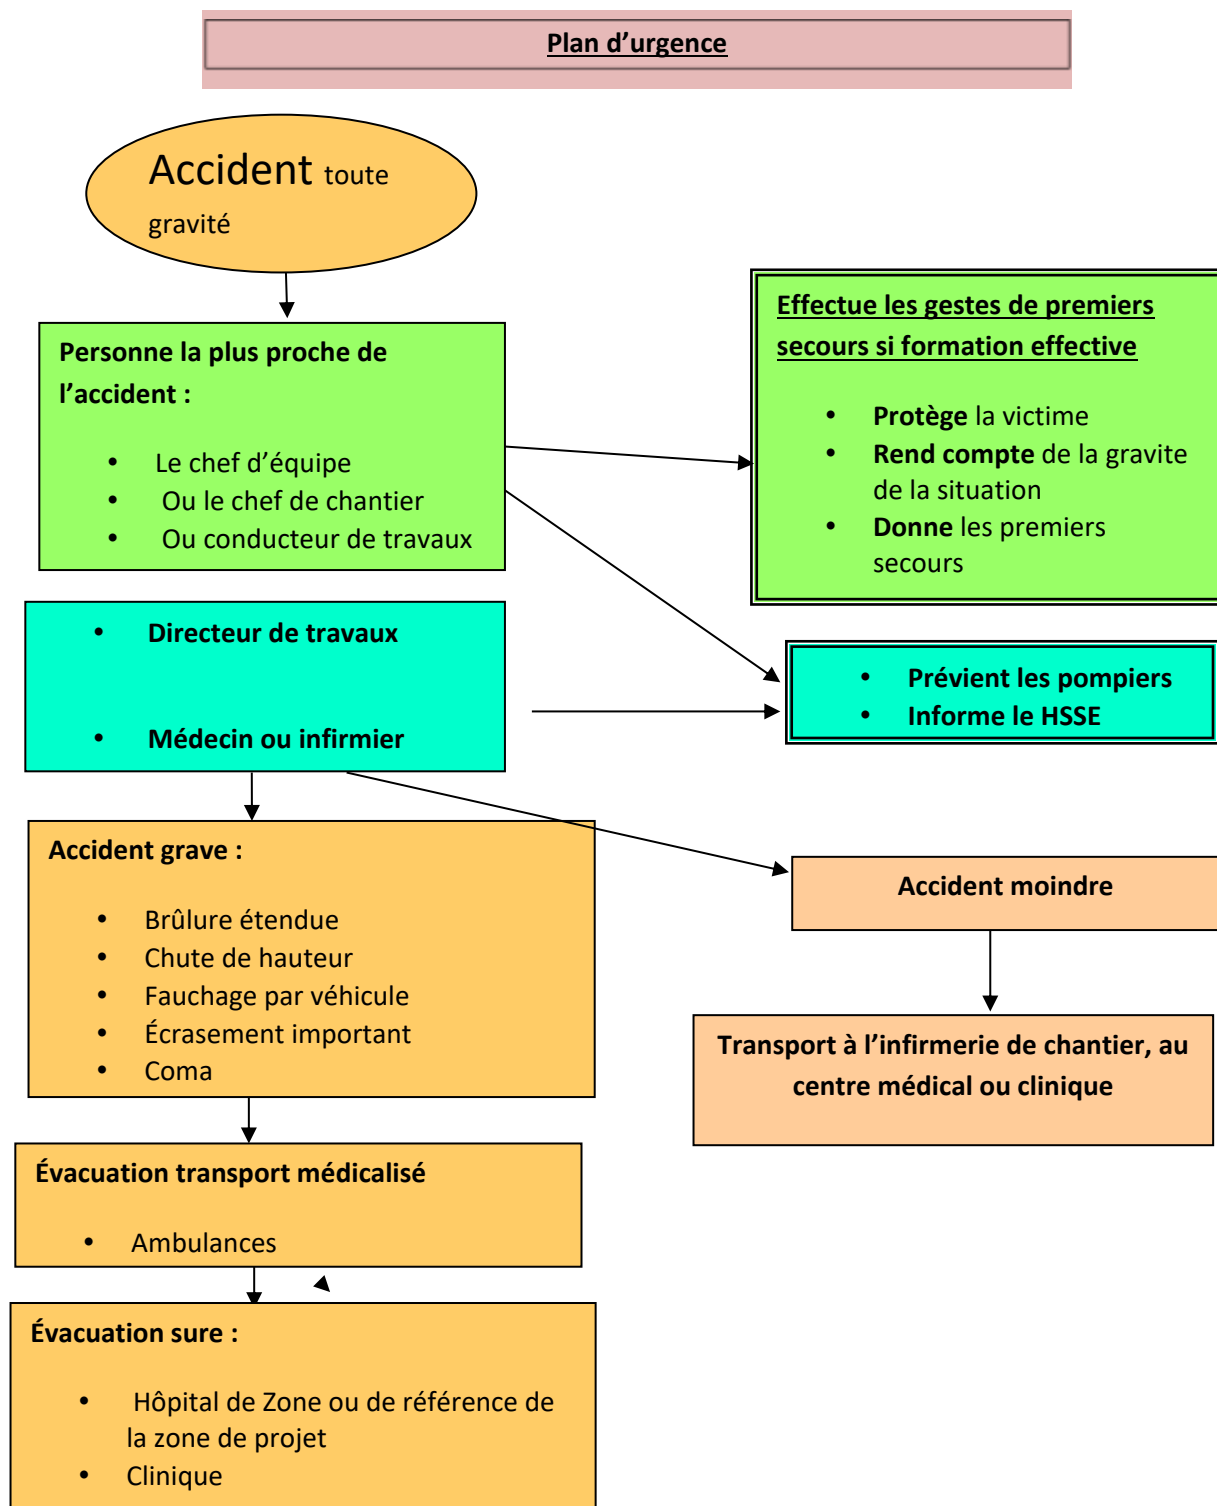 Plan d’urgence
Accident toute
gravité
Personne la plus proche de
l’accident :
• Le chef d’équipe
• Ou le chef de chantier
• Ou conducteur de travaux
Effectue les gestes de premiers
secours si formation effective
• Protège la victime
• Rend compte de la gravite
de la situation
• Donne les premiers
secours
• Directeur de travaux
• Médecin ou infirmier
• Prévient les pompiers
• Informe le HSSE
Accident grave :
• Brûlure étendue
• Chute de hauteur
• Fauchage par véhicule
• Écrasement important
• Coma
Accident moindre
Transport à l’infirmerie de chantier, au
centre médical ou clinique
Évacuation transport médicalisé
• Ambulances
Évacuation sure :
• Hôpital de Zone ou de référence de
la zone de projet
• Clinique